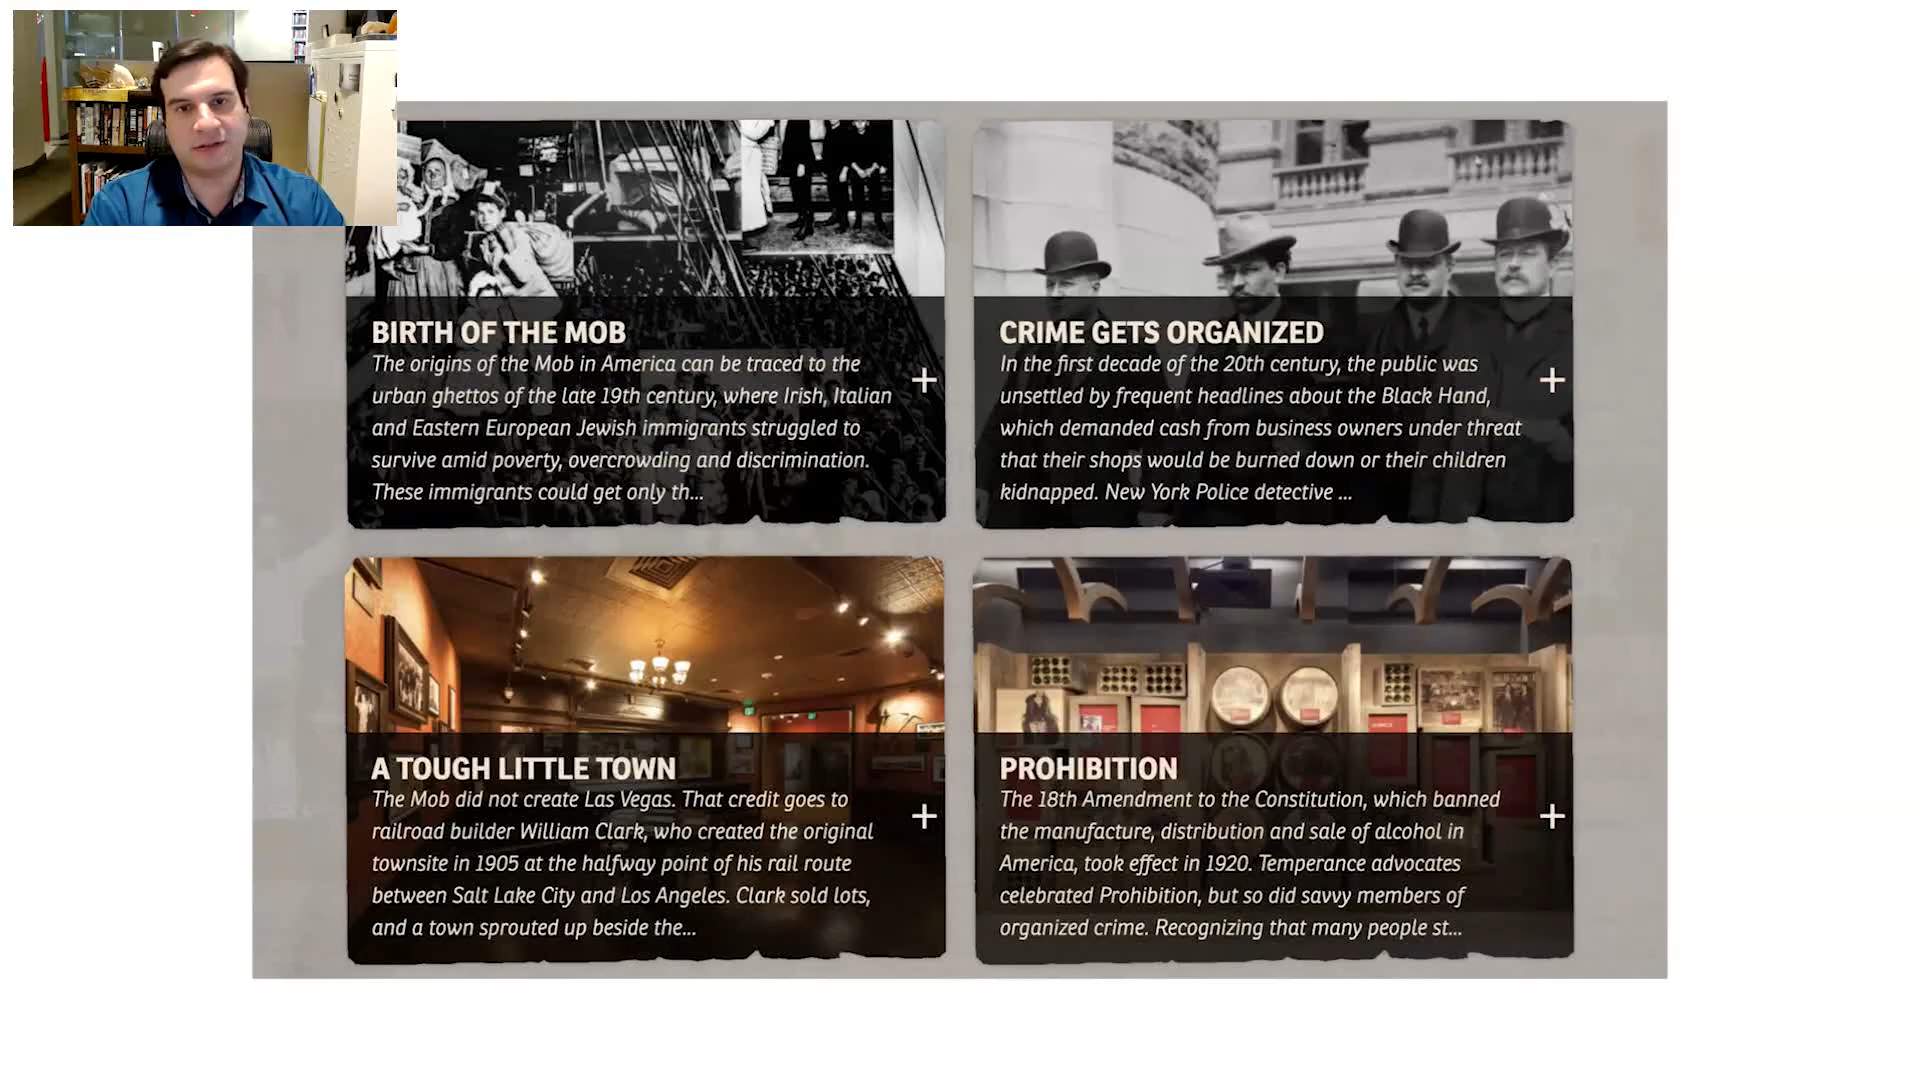 BIRTH OF THE MOB
The origins of the Mob in America can be traced to the
urban ghettos of the late 19th century, where Irish, Italian
and Eastern European Jewish immigrants struggled to
survive amid poverty, overcrowding and discrimination.
These immigrants could get only th...
+
CRIME GETS ORGANIZED
In the first decade of the 20th century, the public was
unsettled by frequent headlines about the Black Hand,
which demanded cash from business owners under threat
that their shops would be burned down or their children
kidnapped. New York Police detective ...
+
A TOUGH LITTLE TOWN
The Mob did not create Las Vegas. That credit goes to
railroad builder William Clark, who created the original
townsite in 1905 at the halfway point of his rail route
between Salt Lake City and Los Angeles. Clark sold lots,
and a town sprouted up beside the...
+
PROHIBITION
The 18th Amendment to the Constitution, which banned
the manufacture, distribution and sale of alcohol in
America, took effect in 1920. Temperance advocates
celebrated Prohibition, but so did savvy members of
organized crime. Recognizing that many people st...
+